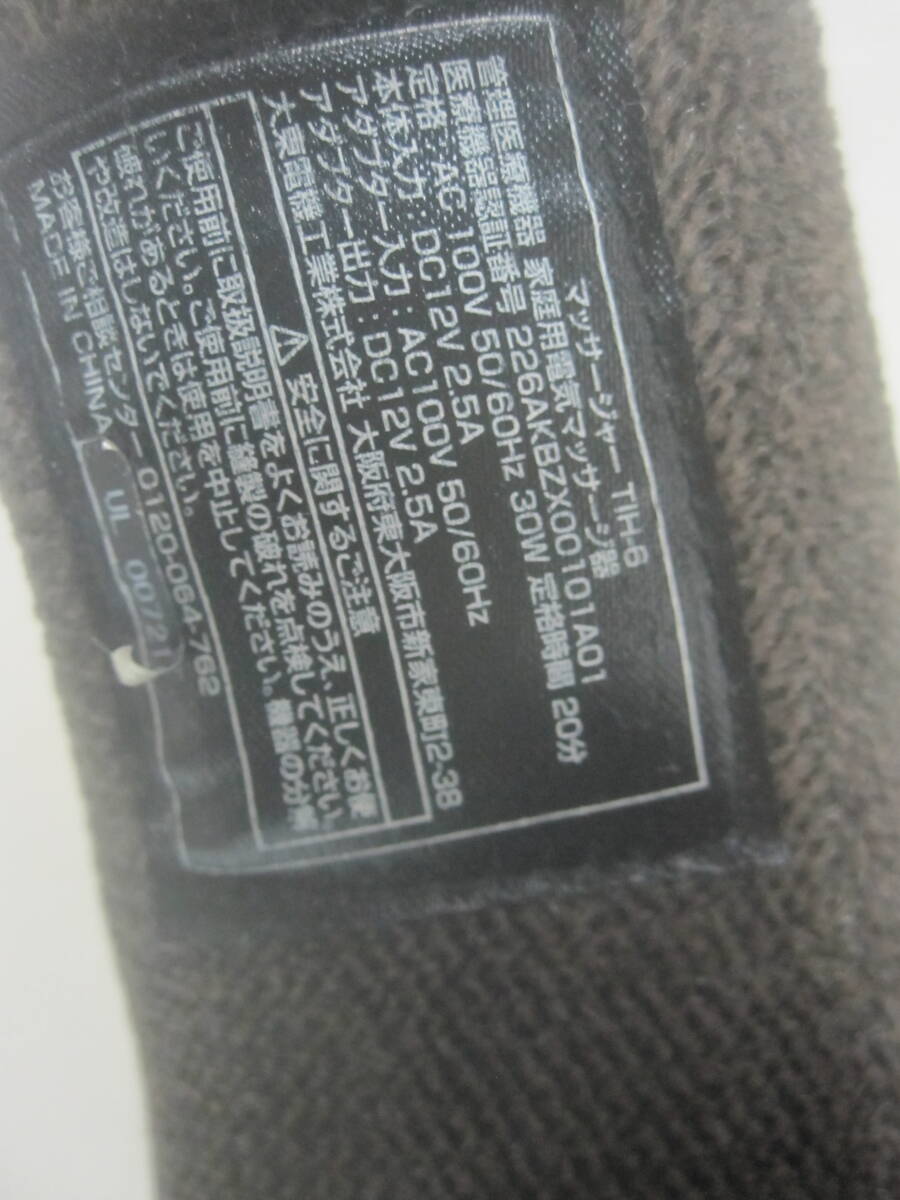 マッサージャー TIH-6
管理医療機器 家庭用電気マッサージ器
医療機器認証番号 226AKBZX00101A01
定格：AC 100V 50/60Hz 30W 定格時間 20分
本体入力：DC12V 2.5A
アダプター入力：AC100V 50/60Hz
アダプター出力：DC12V 2.5A
大東電機工業株式会社 大阪府東大阪市新家東町2-38
⚠ 安全に関するご注意
ご使用前に取扱説明書をよくお読みのうえ、正しくお使
いください。ご使用前に縫製の破れを点検してください。
破れがあるときは使用を中止してください。機器の分解
や改造はしないでください。
お客様ご相談センター 0120-064-762
MADE IN CHINA UL 00721